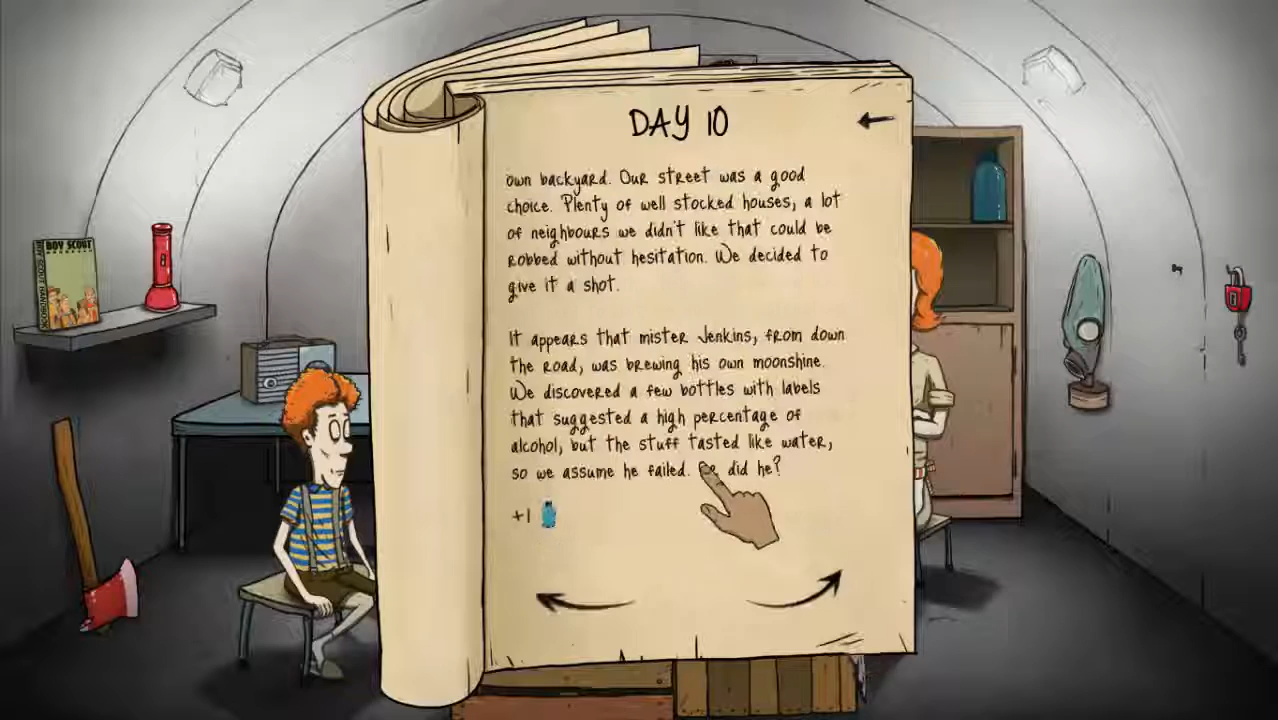 DAY 10
own backyard. Our street was a good
choice. Plenty of well stocked houses, a lot
of neighbours we didn't like that could be
robbed without hesitation. We decided to
give it a shot.
It appears that mister Jenkins, from down
the road, was brewing his own moonshine.
We discovered a few bottles with labels
that suggested a high percentage of
alcohol, but the stuff tasted like water,
so we assume he failed. did he?
+1
BOY SCOUT
BOY SCOUT HANDBOOK